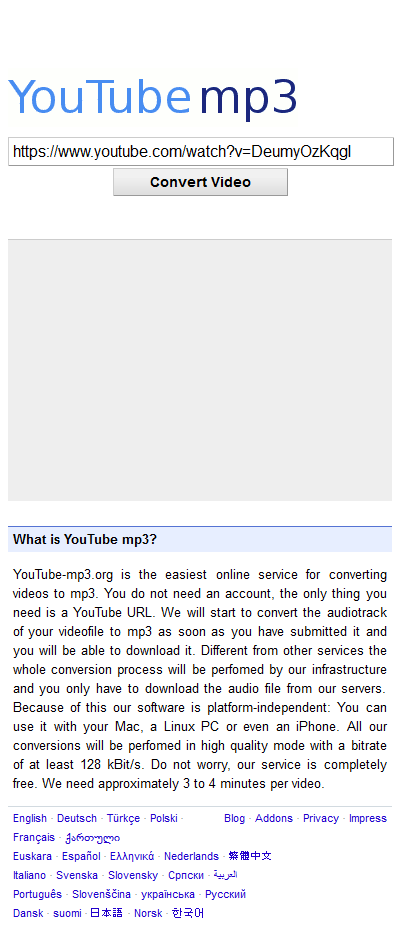 YouTube mp3
https://www.youtube.com/watch?v=DeumyOzKqgI
Convert Video
What is YouTube mp3?
YouTube-mp3.org is the easiest online service for converting
videos to mp3. You do not need an account, the only thing you
need is a YouTube URL. We will start to convert the audiotrack
of your videofile to mp3 as soon as you have submitted it and
you will be able to download it. Different from other services the
whole conversion process will be perfomed by our infrastructure
and you only have to download the audio file from our servers.
Because of this our software is platform-independent: You can
use it with your Mac, a Linux PC or even an iPhone. All our
conversions will be perfomed in high quality mode with a bitrate
of at least 128 kBit/s. Do not worry, our service is completely
free. We need approximately 3 to 4 minutes per video.
English · Deutsch · Türkçe · Polski · Blog · Addons · Privacy · Impress
Français · ქართული
Euskara · Español · Ελληνικά · Nederlands · 繁體中文
Italiano · Svenska · Slovensky · Српски · العربية
Português · Slovenščina · українська · Русский
Dansk · suomi · 日本語 · Norsk · 한국어